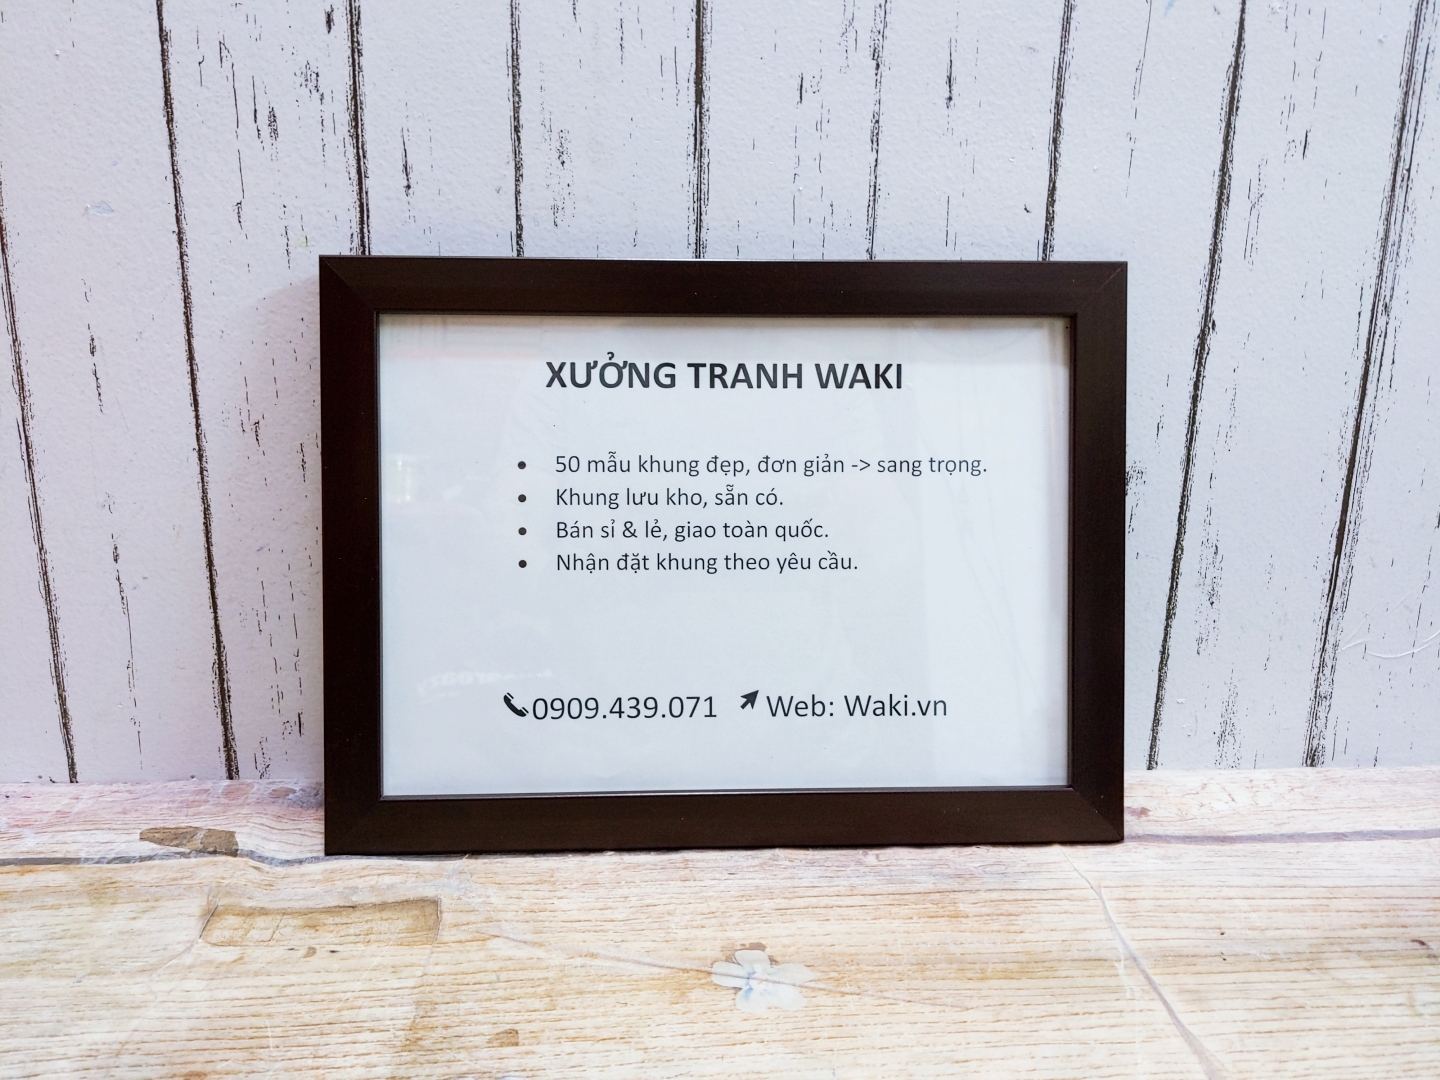 XƯỞNG TRANH WAKI
• 50 mẫu khung đẹp, đơn giản -> sang trọng.
• Khung lưu kho, sẵn có.
• Bán sỉ & lẻ, giao toàn quốc.
• Nhận đặt khung theo yêu cầu.
0909.439.071 Web: Waki.vn